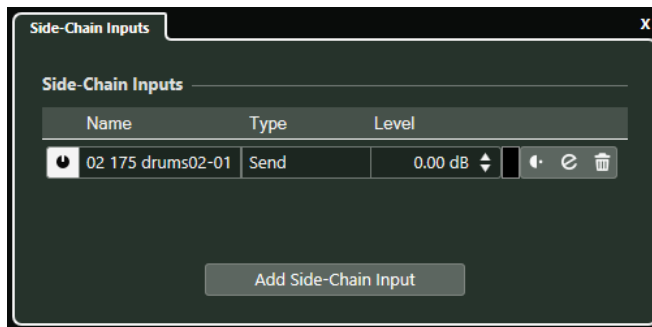 Side-Chain Inputs X
Side-Chain Inputs
Name Type Level
02 175 drums02-01 Send 0.00 dB
Add Side-Chain Input